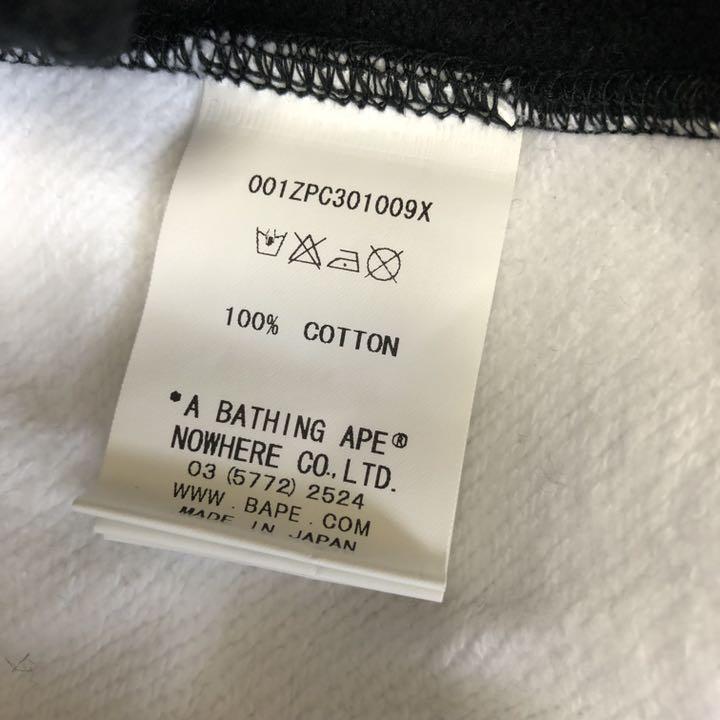 001ZPC301009X
100% COTTON
*A BATHING APE®
NOWHERE CO.,LTD.
03 (5772) 2524
WWW.BAPE.COM
MADE IN JAPAN